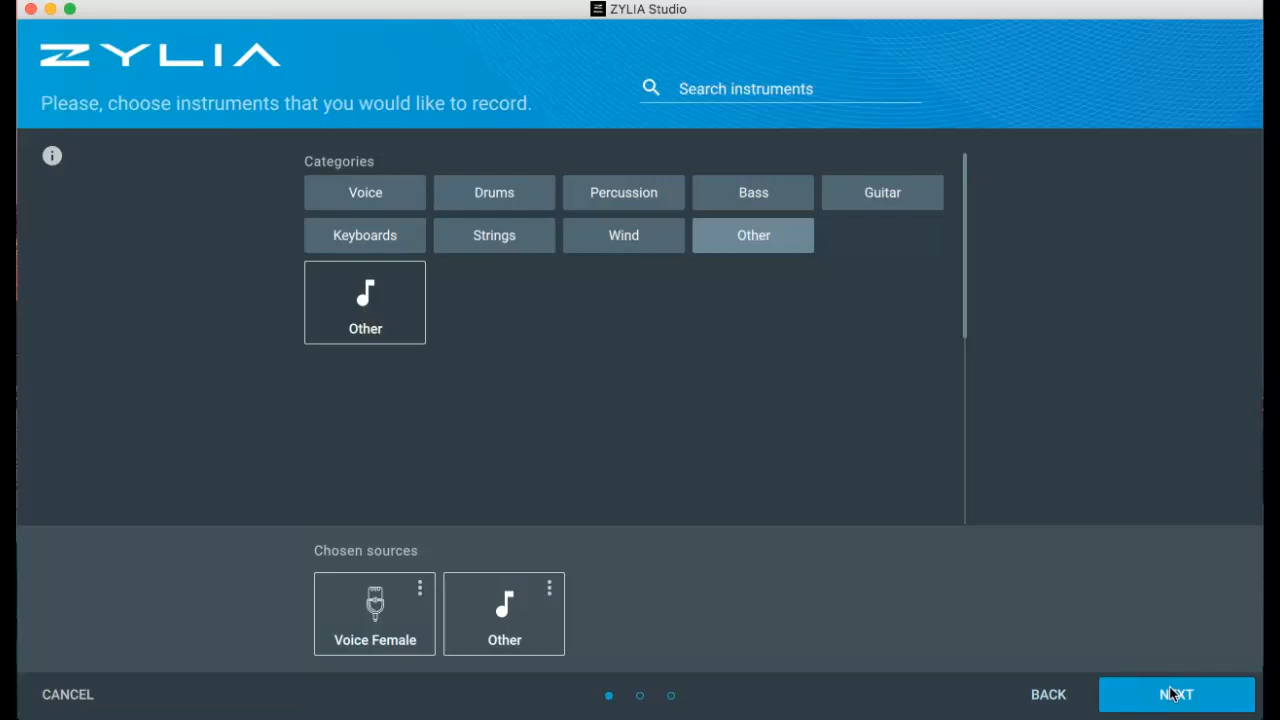 ZYLIA Studio
ZYLIA
Please, choose instruments that you would like to record.
Search instruments
Categories
Voice
Drums
Percussion
Bass
Guitar
Keyboards
Strings
Wind
Other
Other
Chosen sources
Voice Female
Other
CANCEL
BACK
NEXT